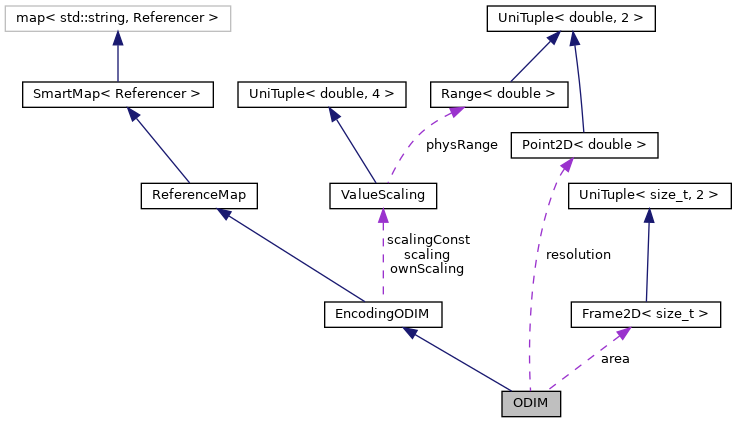 map< std::string, Referencer >
UniTuple< double, 2 >
SmartMap< Referencer >
UniTuple< double, 4 >
Range< double >
physRange
Point2D< double >
ReferenceMap
ValueScaling
UniTuple< size_t, 2 >
scalingConst
scaling
ownScaling
resolution
EncodingODIM
Frame2D< size_t >
area
ODIM